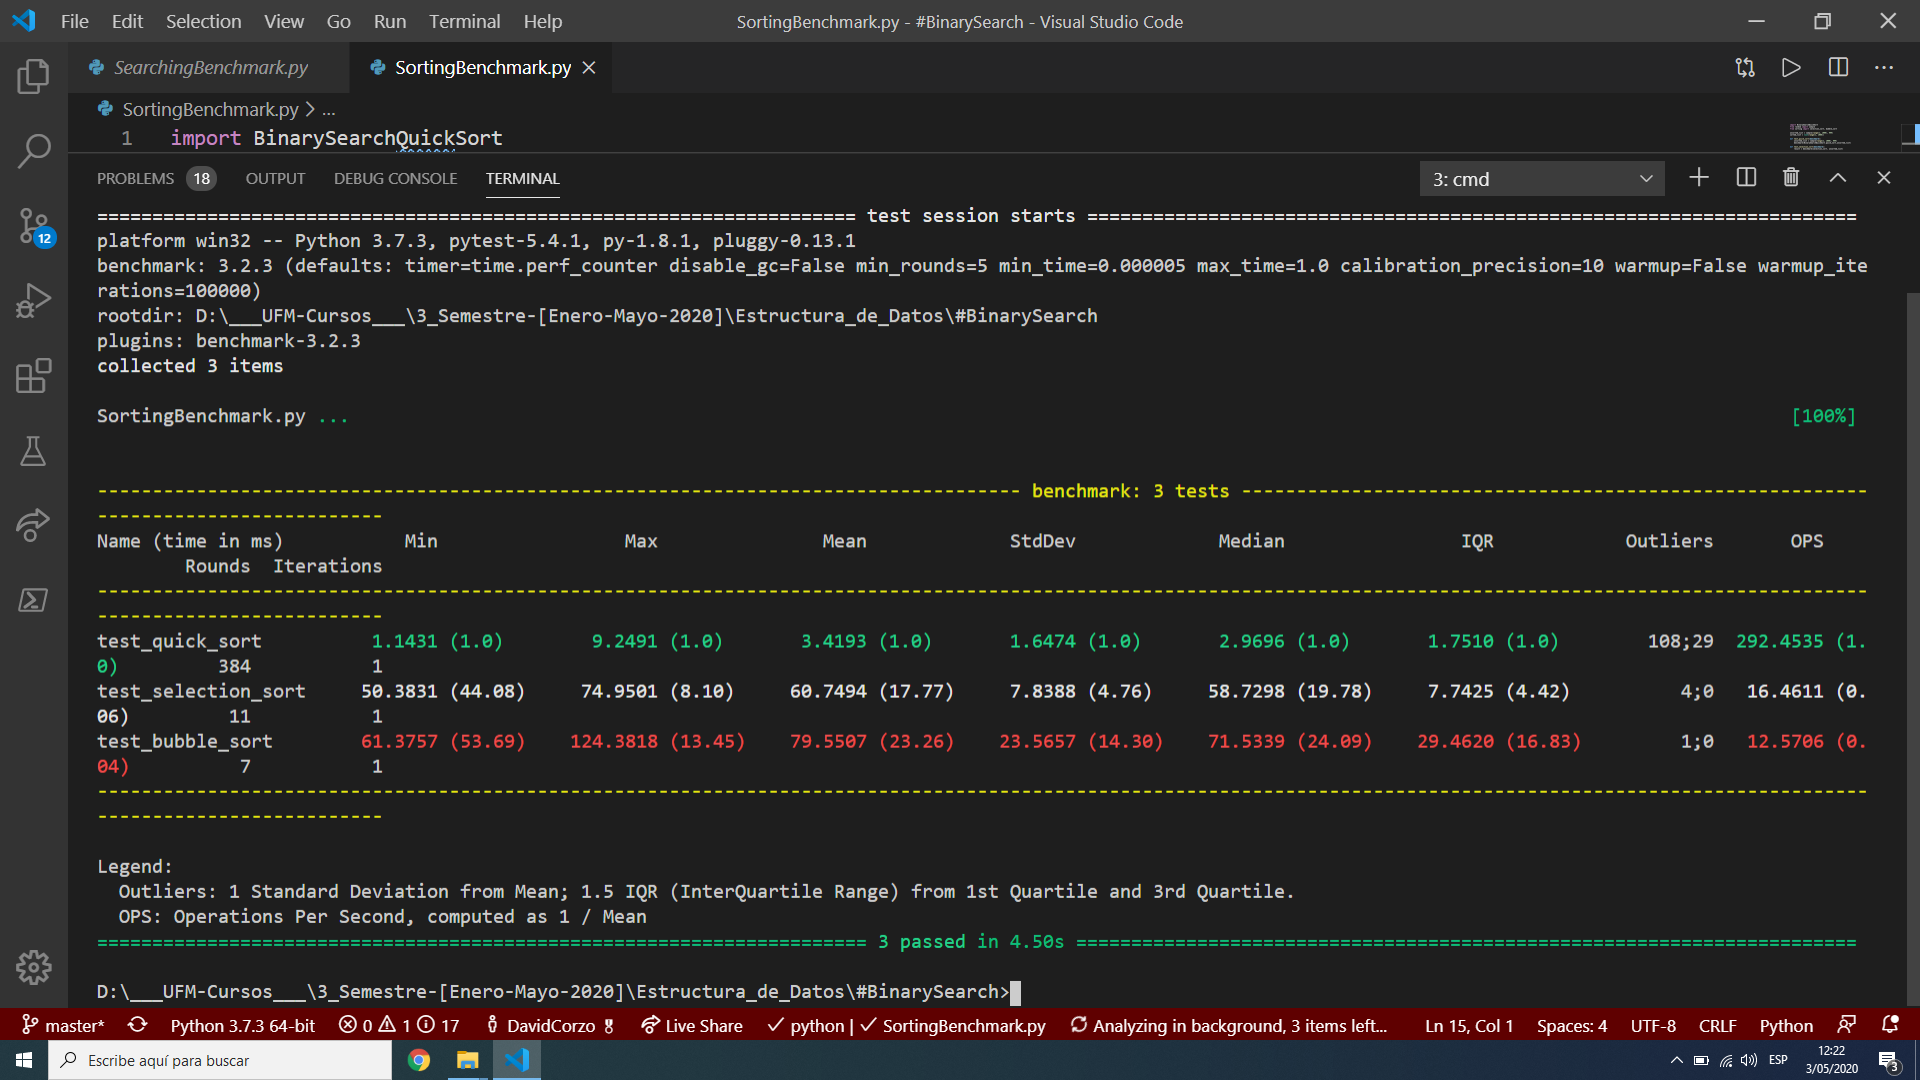 File Edit Selection View Go Run Terminal Help SortingBenchmark.py - #BinarySearch - Visual Studio Code
SearchingBenchmark.py SortingBenchmark.py
SortingBenchmark.py > ...
1 import BinarySearchQuickSort
PROBLEMS 18 OUTPUT DEBUG CONSOLE TERMINAL 3: cmd
===================================================================== test session starts ======================================================================
platform win32 -- Python 3.7.3, pytest-5.4.1, py-1.8.1, pluggy-0.13.1
benchmark: 3.2.3 (defaults: timer=time.perf_counter disable_gc=False min_rounds=5 min_time=0.000005 max_time=1.0 calibration_precision=10 warmup=False warmup_ite
rations=100000)
rootdir: D:\___UFM-Cursos___\3_Semestre-[Enero-Mayo-2020]\Estructura_de_Datos\#BinarySearch
plugins: benchmark-3.2.3
collected 3 items
SortingBenchmark.py ... [100%]
------------------------------------------------------------------------------------ benchmark: 3 tests ---------------------------------------------------------
--------------------------
Name (time in ms) Min Max Mean StdDev Median IQR Outliers OPS
Rounds Iterations
-----------------------------------------------------------------------------------------------------------------------------------------------------------------
--------------------------
test_quick_sort 1.1431 (1.0) 9.2491 (1.0) 3.4193 (1.0) 1.6474 (1.0) 2.9696 (1.0) 1.7510 (1.0) 108;29 292.4535 (1.
0) 384 1
test_selection_sort 50.3831 (44.08) 74.9501 (8.10) 60.7494 (17.77) 7.8388 (4.76) 58.7298 (19.78) 7.7425 (4.42) 4;0 16.4611 (0.
06) 11 1
test_bubble_sort 61.3757 (53.69) 124.3818 (13.45) 79.5507 (23.26) 23.5657 (14.30) 71.5339 (24.09) 29.4620 (16.83) 1;0 12.5706 (0.
04) 7 1
-----------------------------------------------------------------------------------------------------------------------------------------------------------------
--------------------------
Legend:
Outliers: 1 Standard Deviation from Mean; 1.5 IQR (InterQuartile Range) from 1st Quartile and 3rd Quartile.
OPS: Operations Per Second, computed as 1 / Mean
====================================================================== 3 passed in 4.50s =======================================================================
D:\___UFM-Cursos___\3_Semestre-[Enero-Mayo-2020]\Estructura_de_Datos\#BinarySearch>
12
master* Python 3.7.3 64-bit 0 1 17 DavidCorzo Live Share python | SortingBenchmark.py Analyzing in background, 3 items left... Ln 15, Col 1 Spaces: 4 UTF-8 CRLF Python
Escribe aquí para buscar ESP 12:22
3/05/2020 3